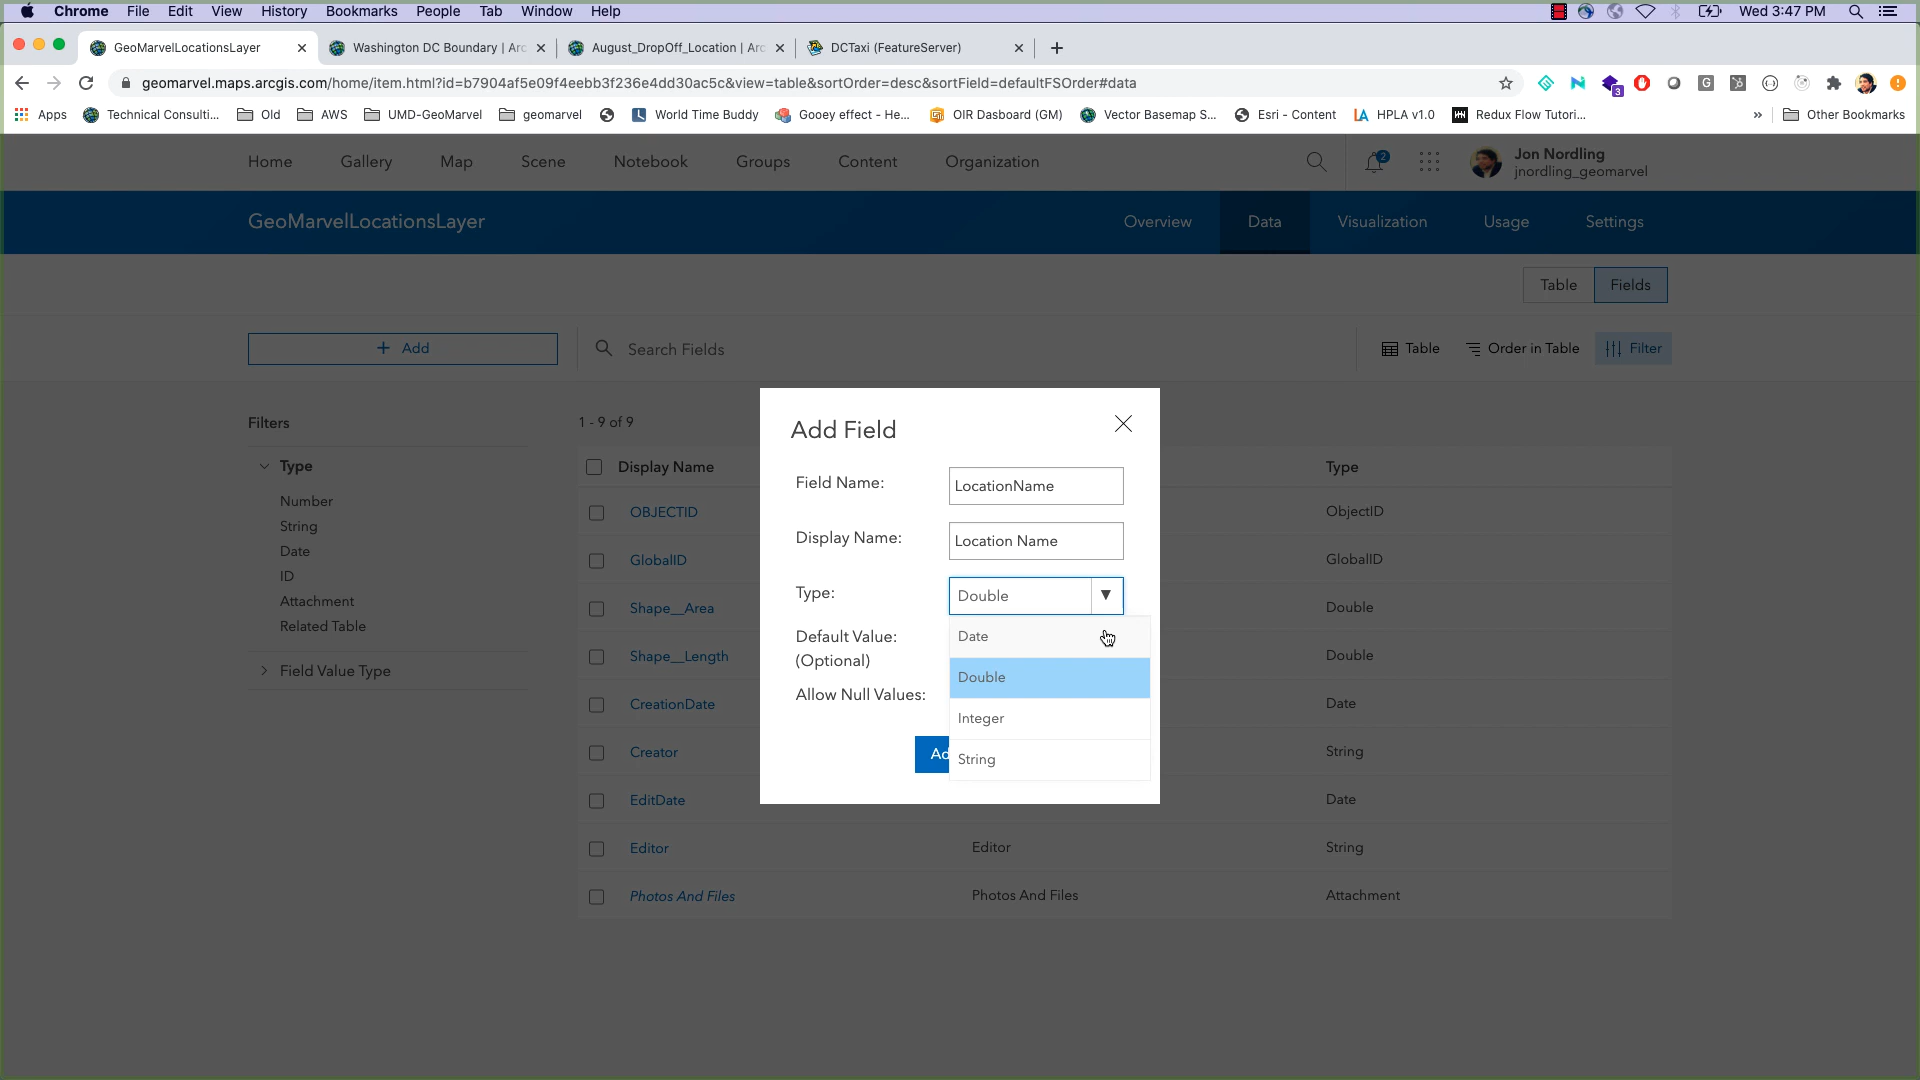 Chrome File Edit View History Bookmarks People Tab Window Help Wed 3:47 PM
GeoMarvelLocationsLayer Washington DC Boundary | Arc August_DropOff_Location | Arc DCTaxi (FeatureServer)
geomarvel.maps.arcgis.com/home/item.html?id=b7904af5e09f4eebb3f236e4dd30ac5c&view=table&sortOrder=desc&sortField=defaultFSOrder#data 3
Apps Technical Consulti... Old AWS UMD-GeoMarvel geomarvel World Time Buddy Gooey effect - He... OIR Dasboard (GM) Vector Basemap S... Esri - Content LA HPLA v1.0 Redux Flow Tutori... » Other Bookmarks
Home Gallery Map Scene Notebook Groups Content Organization 2 Jon Nordling
jnordling_geomarvel
GeoMarvelLocationsLayer Overview Data Visualization Usage Settings
Table Fields
+ Add Search Fields Table Order in Table Filter
Filters 1 - 9 of 9
Type
Number
String
Date
ID
Attachment
Related Table
Field Value Type
Display Name Type
OBJECTID ObjectID
GlobalID GlobalID
Shape__Area Double
Shape__Length Double
CreationDate Date
Creator String
EditDate Date
Editor Editor String
Photos And Files Photos And Files Attachment
Add Field
Field Name: LocationName
Display Name: Location Name
Type: Double
Default Value:
(Optional)
Allow Null Values:
Date
Double
Integer
String
Ad